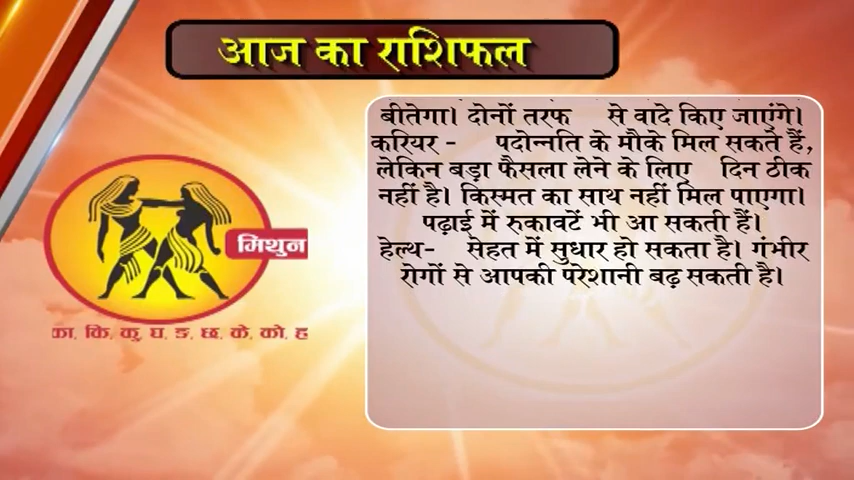 आज का राशिफल
बीतेगा। दोनों तरफ से वादे किए जाएंगे।
करियर - पदोन्नति के मौके मिल सकते हैं,
लेकिन बड़ा फैसला लेने के लिए दिन ठीक
नहीं है। किस्मत का साथ नहीं मिल पाएगा।
पढ़ाई में रुकावटें भी आ सकती हैं।
हेल्थ- सेहत में सुधार हो सकता है। गंभीर
रोगों से आपकी परेशानी बढ़ सकती है।
मिथुन
का, कि, कु, घ, ङ, छ, के, को, ह